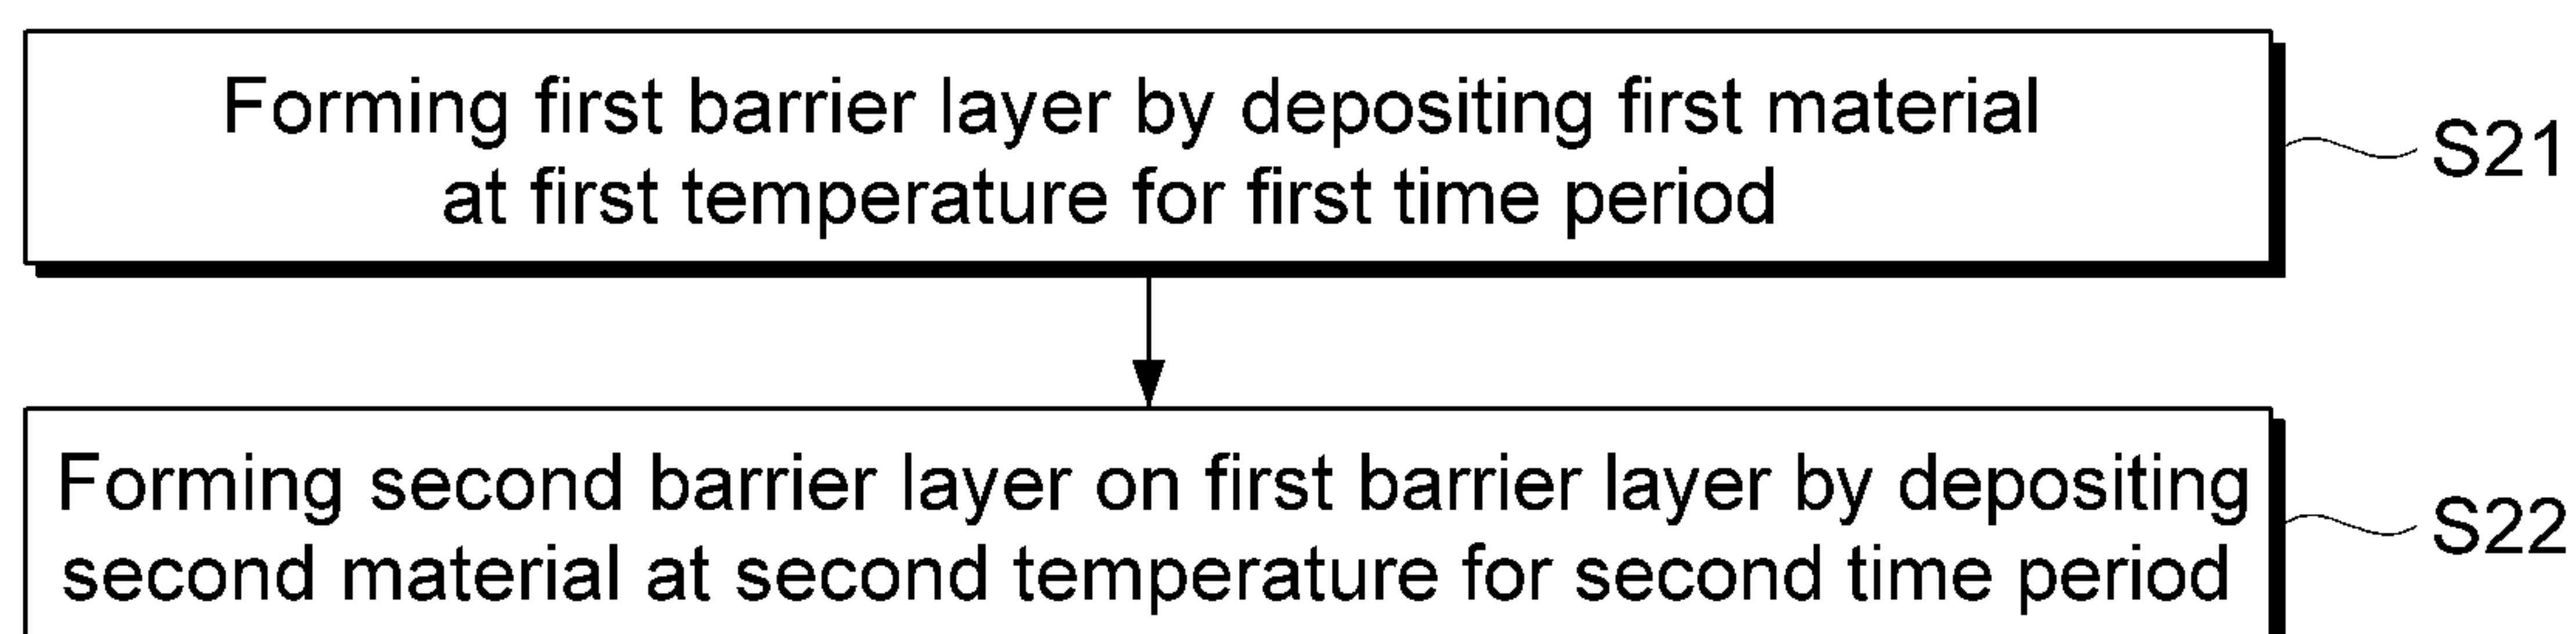 Forming first barrier layer by depositing first material
at first temperature for first time period
S21
Forming second barrier layer on first barrier layer by depositing
second material at second temperature for second time period
S22